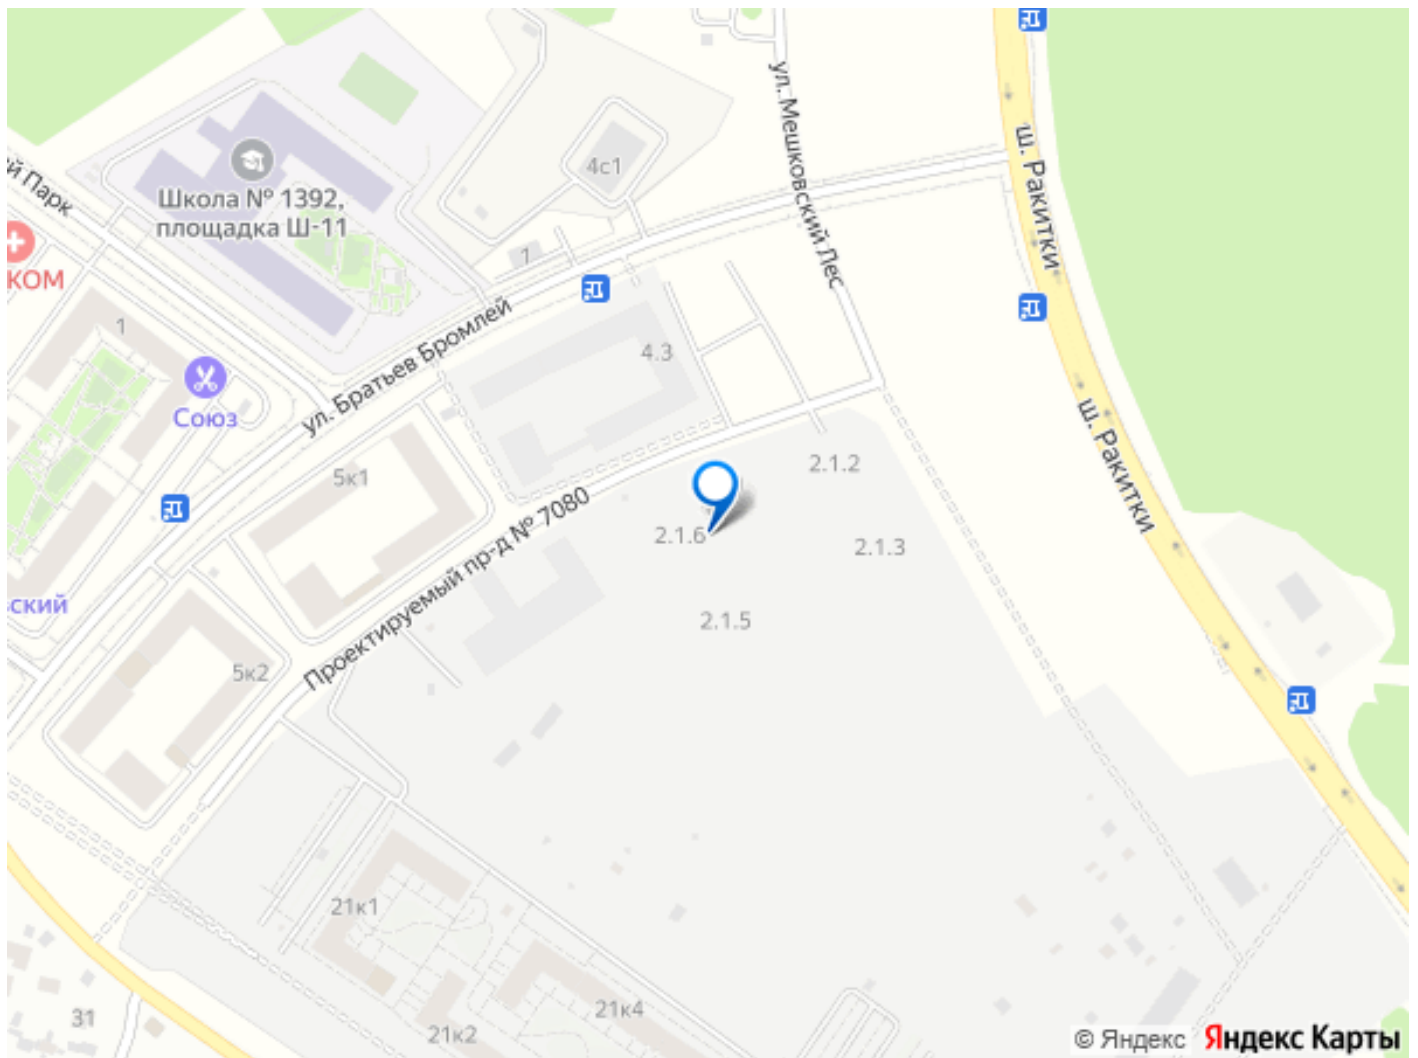 ул. Мешковский Лес
ш. Ракитки
4с1
Школа № 1392,
площадка Ш-11
ей Парк
КОМ
1
1
ул. Братьев Бромлей
4.3
Союз
ш. Ракитки
5к1
2.1.2
Проектируемый пр-д № 7080
2.1.6
2.1.3
вский
2.1.5
5к2
21к1
21к4
31
21к2
© Яндекс Яндекс Карты